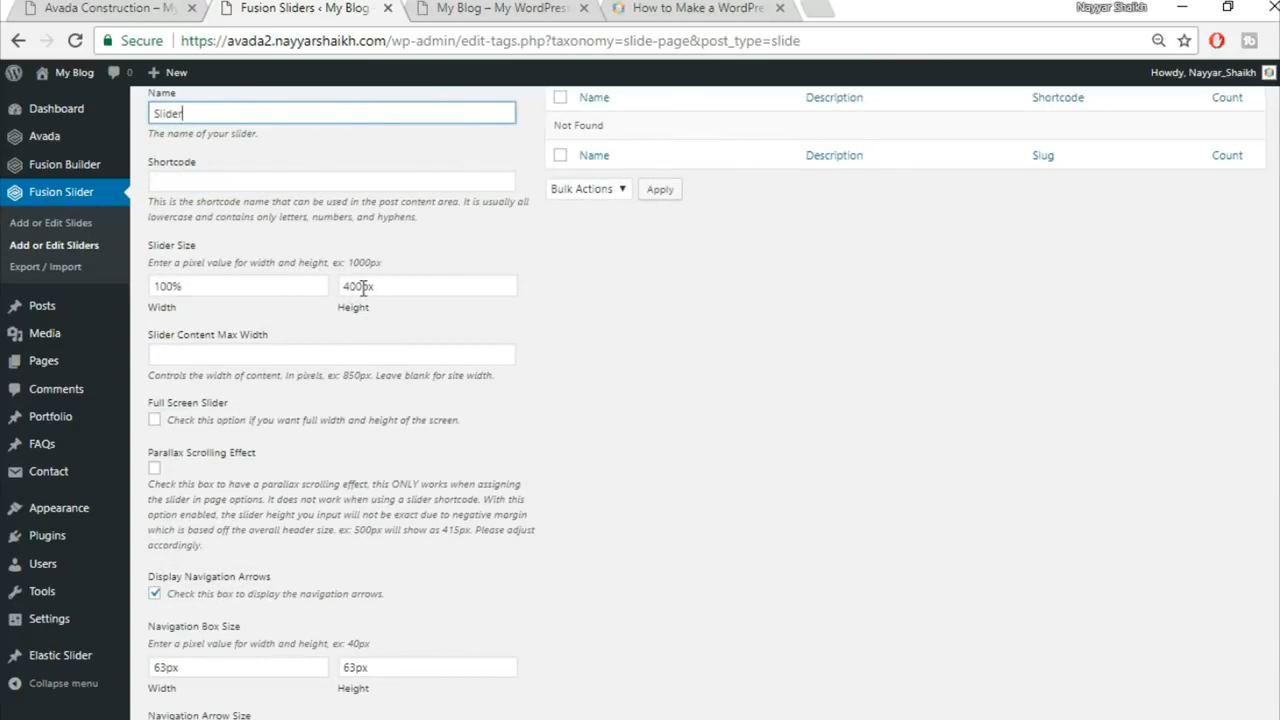 Avada Construction – My
Fusion Sliders ‹ My Blog
My Blog – My WordPress
How to Make a WordPre
Nayyar Shaikh
Secure
https://avada2.nayyarshaikh.com/wp-admin/edit-tags.php?taxonomy=slide-page&post_type=slide
My Blog
0
New
Howdy, Nayyar_Shaikh
Dashboard
Avada
Fusion Builder
Fusion Slider
Add or Edit Slides
Add or Edit Sliders
Export / Import
Posts
Media
Pages
Comments
Portfolio
FAQs
Contact
Appearance
Plugins
Users
Tools
Settings
Elastic Slider
Collapse menu
Name
Slider
The name of your slider.
Shortcode
This is the shortcode name that can be used in the post content area. It is usually all
lowercase and contains only letters, numbers, and hyphens.
Slider Size
Enter a pixel value for width and height, ex: 1000px
100% 400px
Width Height
Slider Content Max Width
Controls the width of content. In pixels, ex: 850px. Leave blank for site width.
Full Screen Slider
Check this option if you want full width and height of the screen.
Parallax Scrolling Effect
Check this box to have a parallax scrolling effect, this ONLY works when assigning
the slider in page options. It does not work when using a slider shortcode. With this
option enabled, the slider height you input will not be exact due to negative margin
which is based off the overall header size. ex: 500px will show as 415px. Please adjust
accordingly.
Display Navigation Arrows
Check this box to display the navigation arrows.
Navigation Box Size
Enter a pixel value for width and height, ex: 40px
63px 63px
Width Height
Navigation Arrow Size
Name Description Shortcode Count
Not Found
Name Description Slug Count
Bulk Actions Apply